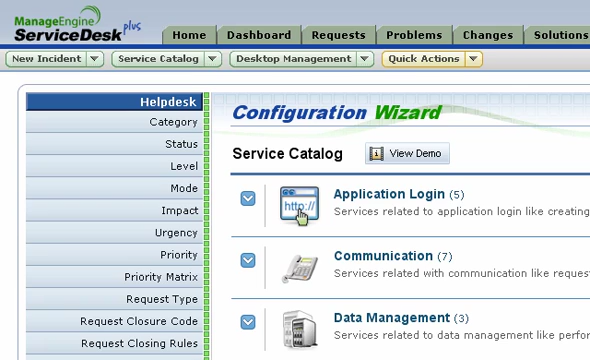 ManageEngine
ServiceDesk plus
Home Dashboard Requests Problems Changes Solutions
New Incident Service Catalog Desktop Management Quick Actions
Helpdesk
Category
Status
Level
Mode
Impact
Urgency
Priority
Priority Matrix
Request Type
Request Closure Code
Request Closing Rules
Configuration Wizard
Service Catalog View Demo
http://
Application Login (5)
Services related to application login like creating
Communication (7)
Services related with communication like reques
Data Management (3)
Services related to data management like perfor